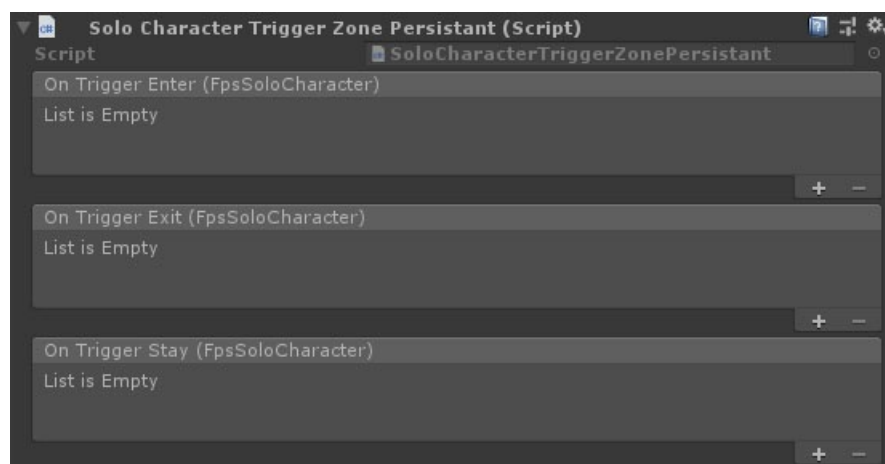 Solo Character Trigger Zone Persistant (Script)
Script SoloCharacterTriggerZonePersistant
On Trigger Enter (FpsSoloCharacter)
List is Empty
+ −
On Trigger Exit (FpsSoloCharacter)
List is Empty
+ −
On Trigger Stay (FpsSoloCharacter)
List is Empty
+ −